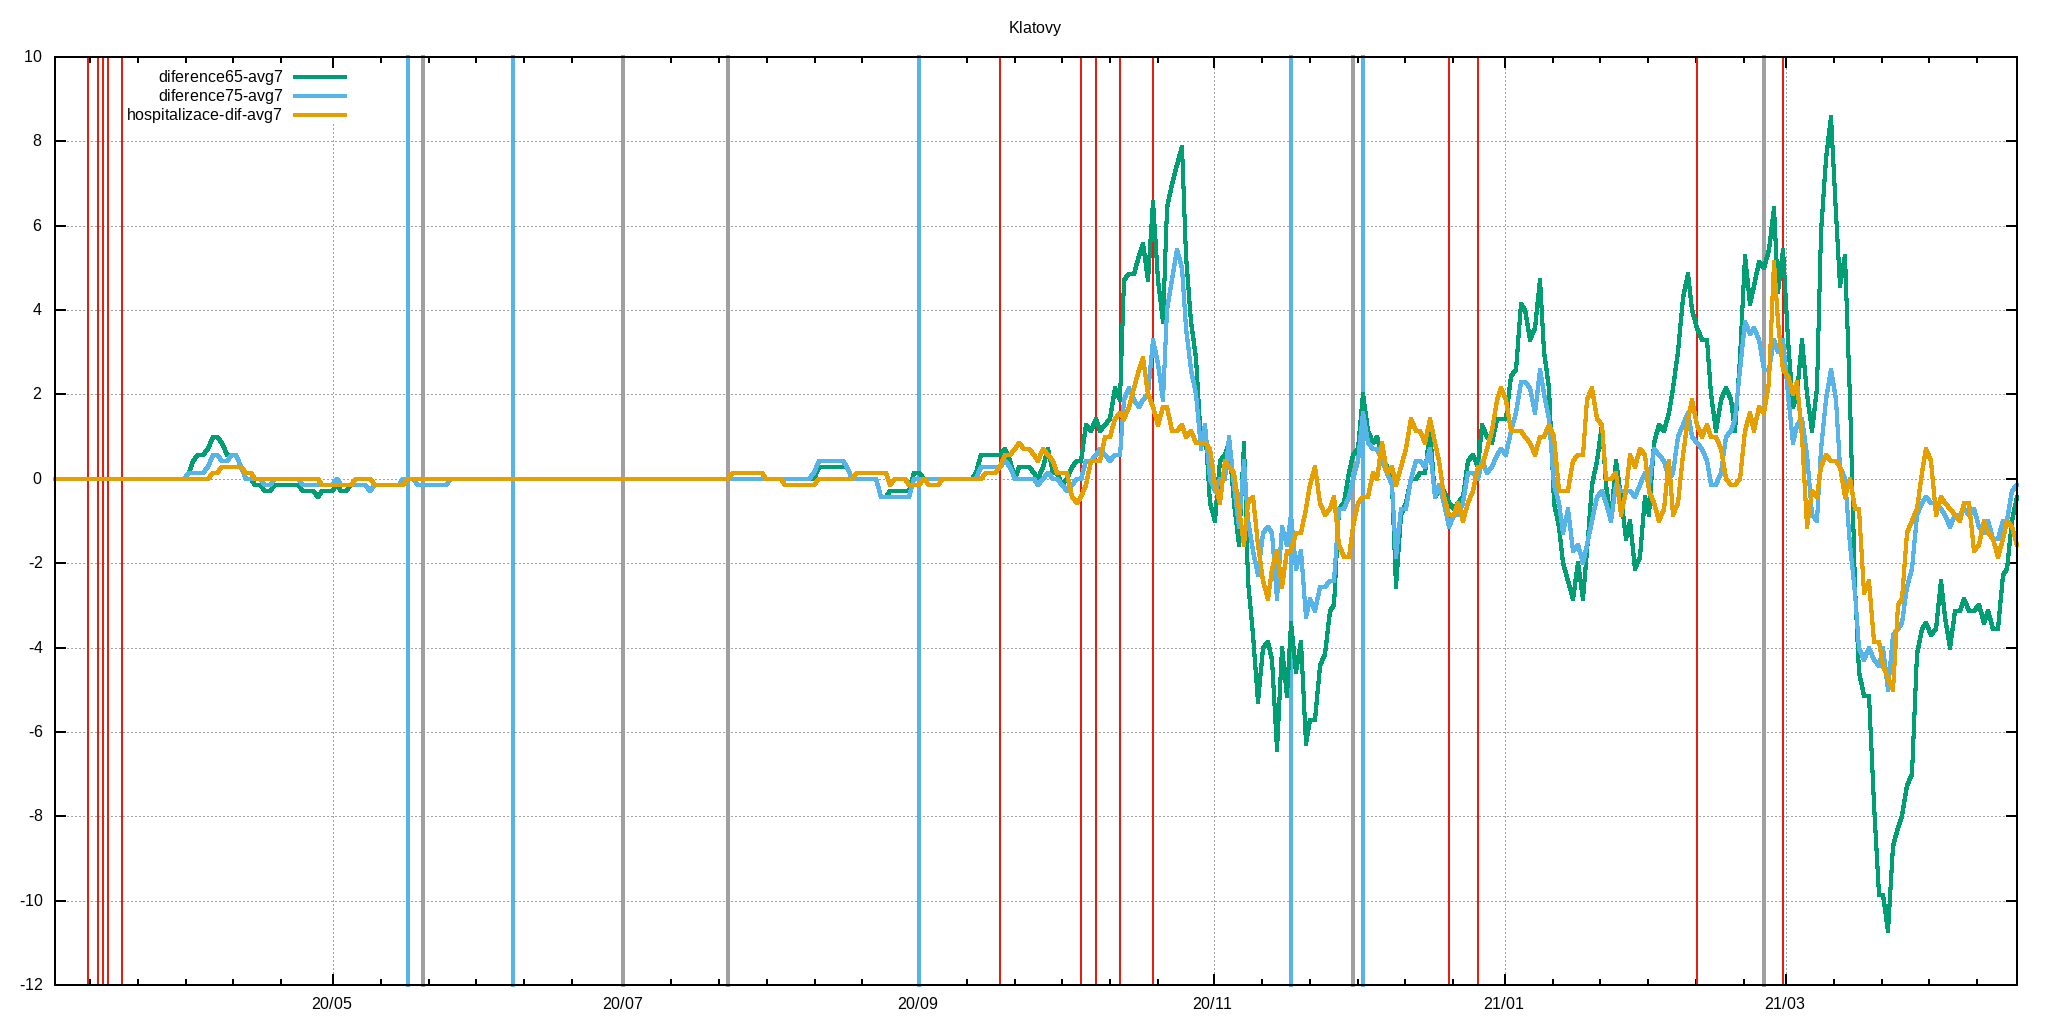 Klatovy
diference65-avg7
diference75-avg7
hospitalizace-dif-avg7
10
8
6
4
2
0
-2
-4
-6
-8
-10
-12
20/05 20/07 20/09 20/11 21/01 21/03